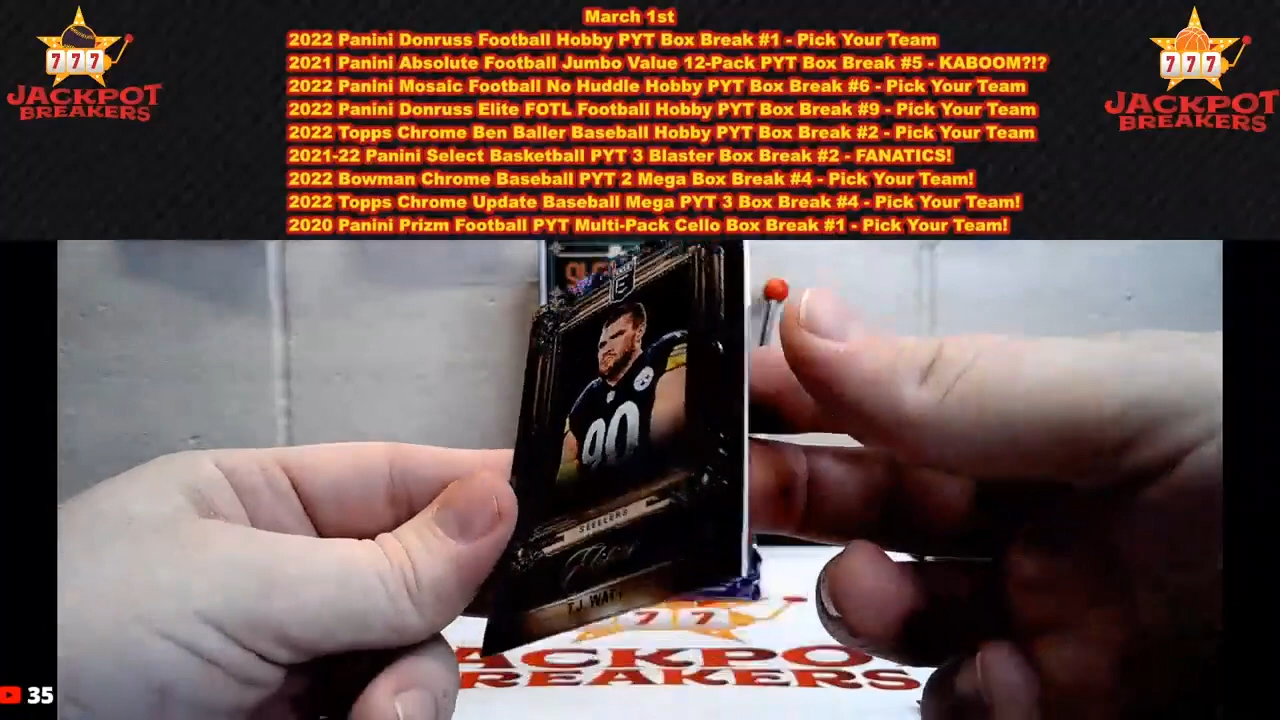 March 1st
2022 Panini Donruss Football Hobby PYT Box Break #1 - Pick Your Team
2021 Panini Absolute Football Jumbo Value 12-Pack PYT Box Break #5 - KABOOM?!?
2022 Panini Mosaic Football No Huddle Hobby PYT Box Break #6 - Pick Your Team
2022 Panini Donruss Elite FOTL Football Hobby PYT Box Break #9 - Pick Your Team
2022 Topps Chrome Ben Baller Baseball Hobby PYT Box Break #2 - Pick Your Team
2021-22 Panini Select Basketball PYT 3 Blaster Box Break #2 - FANATICS!
2022 Bowman Chrome Baseball PYT 2 Mega Box Break #4 - Pick Your Team!
2022 Topps Chrome Update Baseball Mega PYT 3 Box Break #4 - Pick Your Team!
2020 Panini Prizm Football PYT Multi-Pack Cello Box Break #1 - Pick Your Team!
777
JACKPOT
BREAKERS
777
JACKPOT
BREAKERS
E
90
STEELERS
T.J. WATT
7 7
ACKPO
REAKERS
35